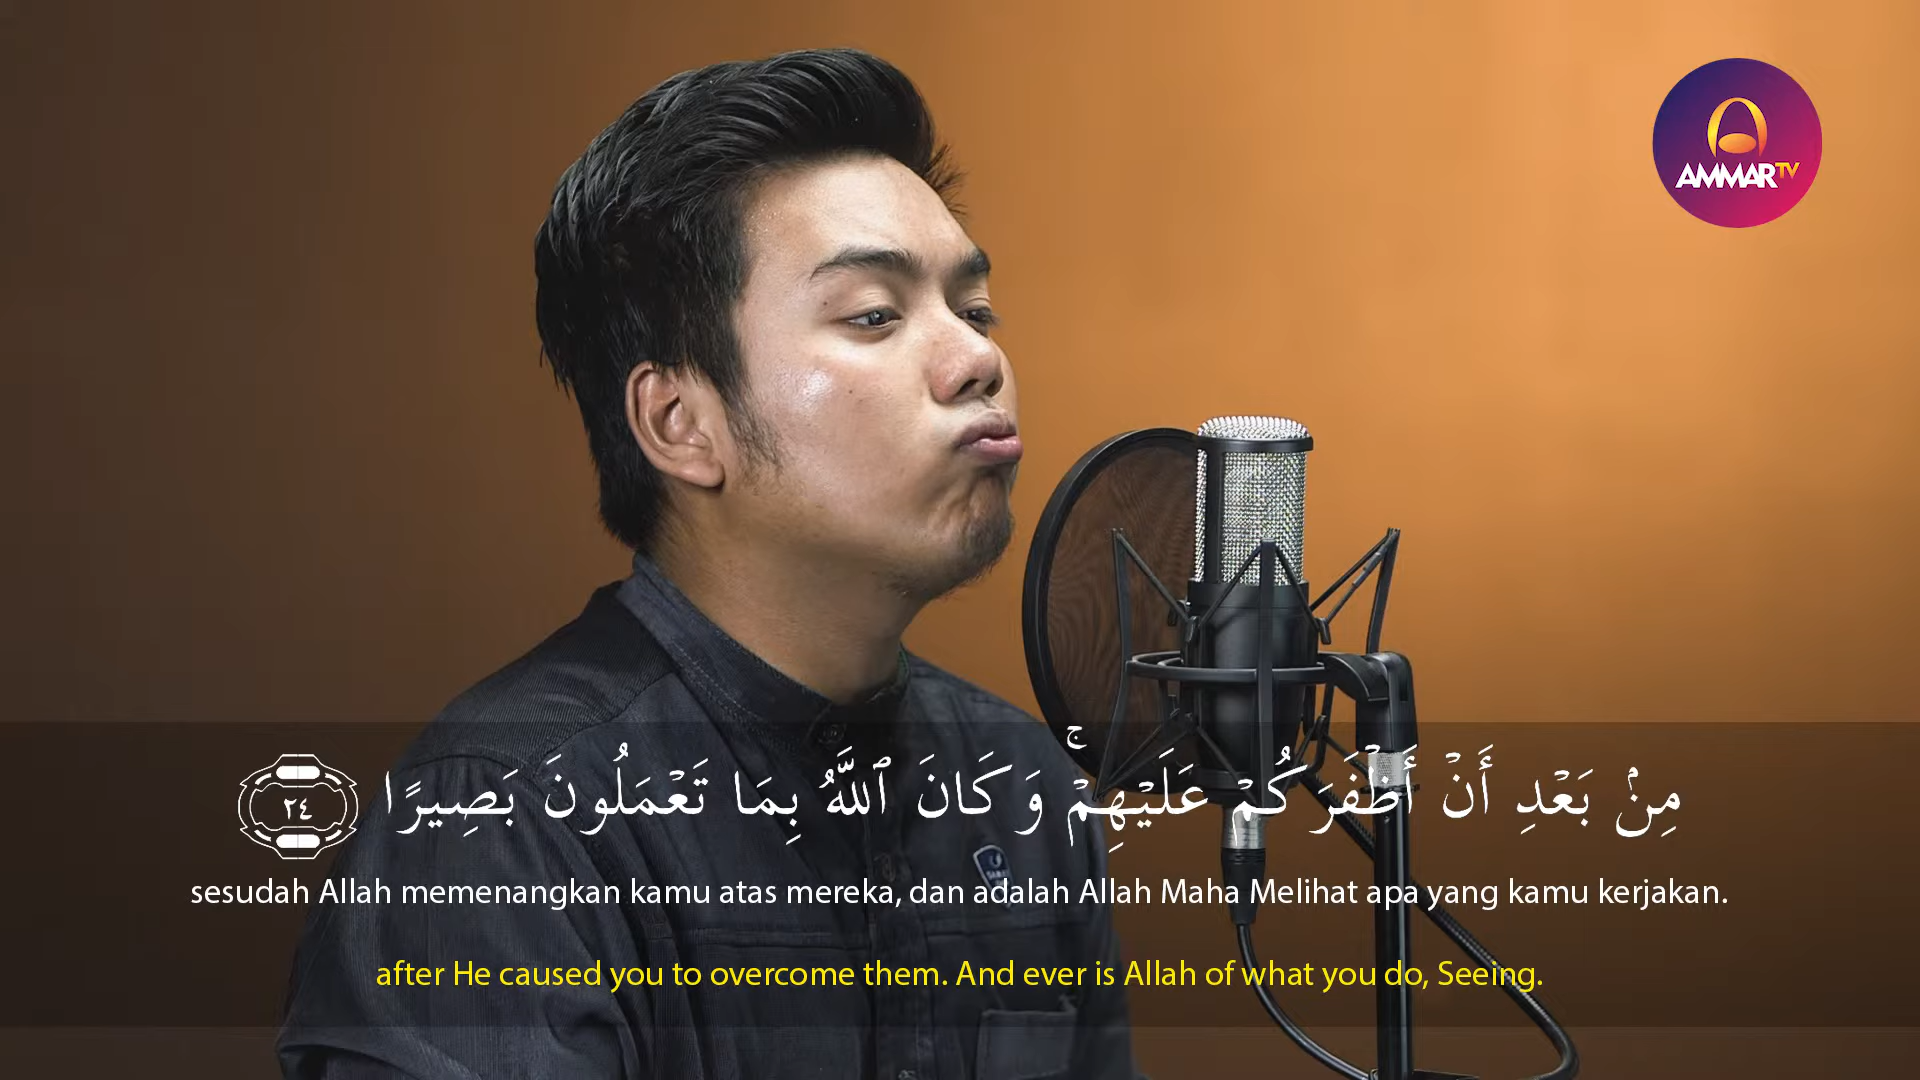 AMMARTV
مِنۢ بَعْدِ أَنْ أَظْفَرَكُمْ عَلَيْهِمْ ۚ وَكَانَ ٱللَّهُ بِمَا تَعْمَلُونَ بَصِيرًا ٢٤
sesudah Allah memenangkan kamu atas mereka, dan adalah Allah Maha Melihat apa yang kamu kerjakan.
after He caused you to overcome them. And ever is Allah of what you do, Seeing.